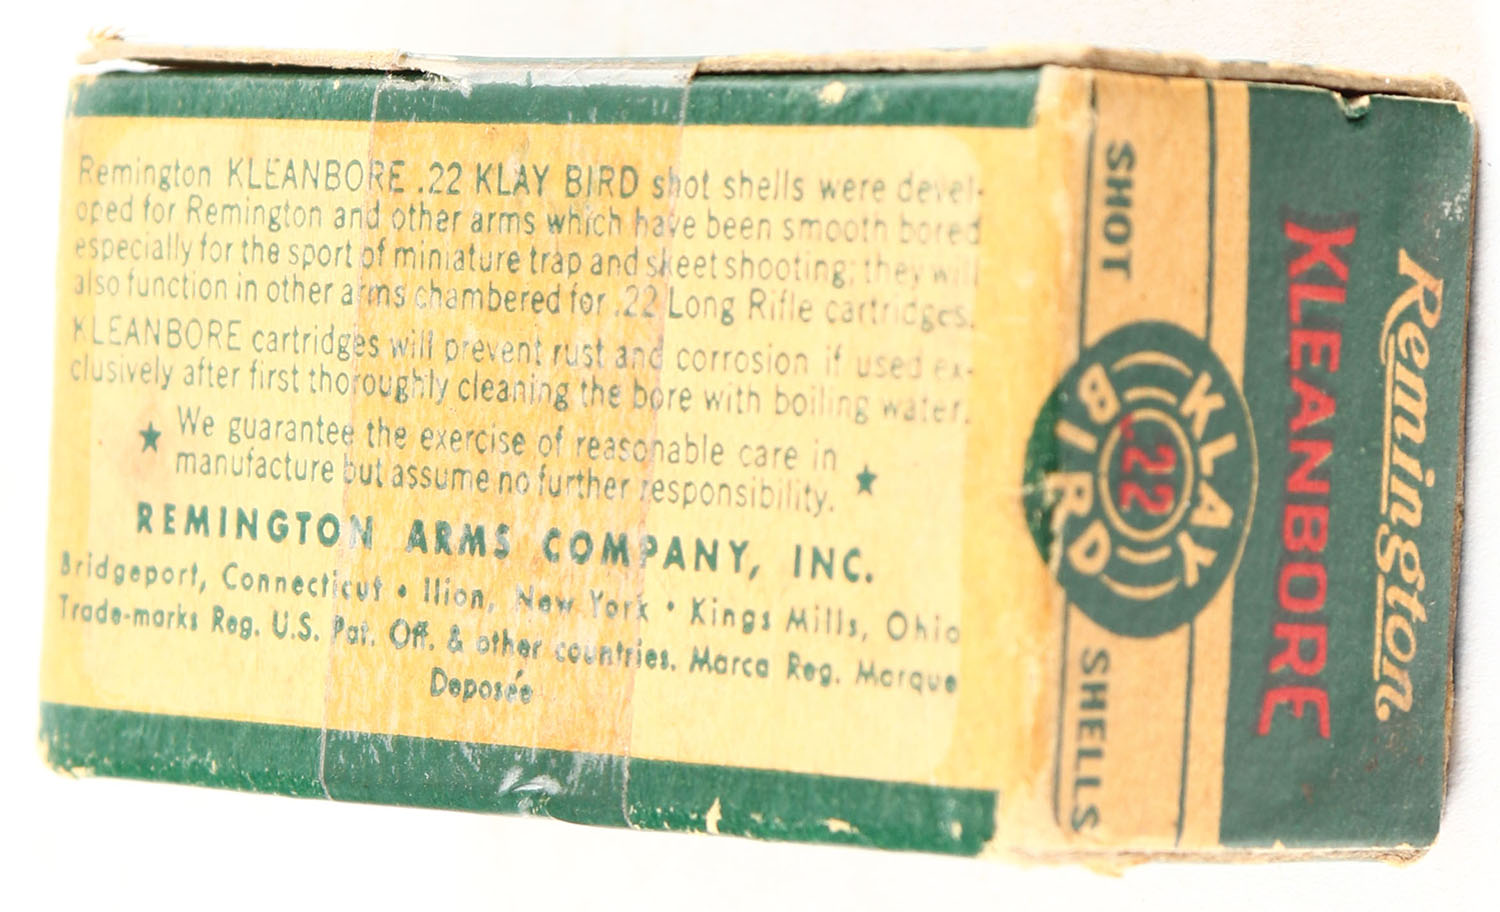 Remington KLEANBORE .22 KLAY BIRD shot shells were devel-
oped for Remington and other arms which have been smooth bored
especially for the sport of miniature trap and skeet shooting; they will
also function in other arms chambered for .22 Long Rifle cartridges.
KLEANBORE cartridges will prevent rust and corrosion if used ex-
clusively after first thoroughly cleaning the bore with boiling water.
★ We guarantee the exercise of reasonable care in ★
manufacture but assume no further responsibility.
REMINGTON ARMS COMPANY, INC.
Bridgeport, Connecticut • Ilion, New York • Kings Mills, Ohio
Trade-marks Reg. U.S. Pat. Off. & other countries. Marca Reg. Marque
Deposée
Remington
KLEANBORE
KLAY
.22
BIRD
SHOT SHELLS